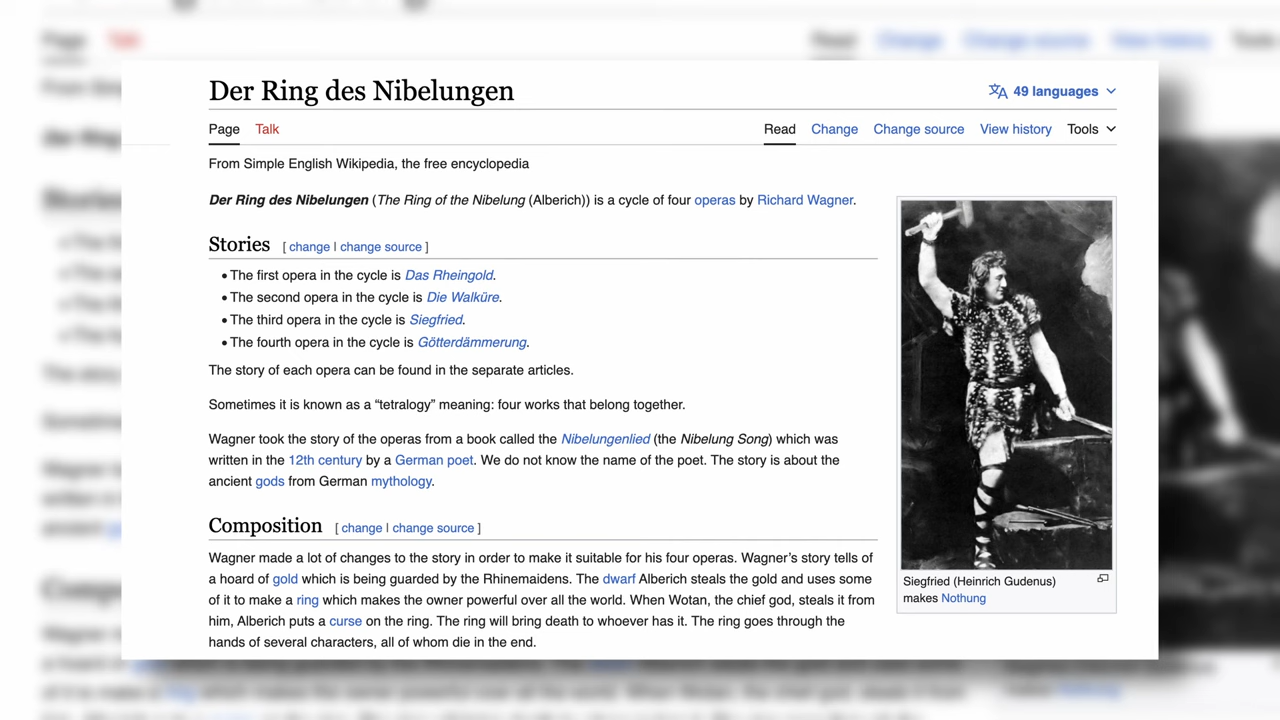 Der Ring des Nibelungen
49 languages
Page Talk
Read Change Change source View history Tools
From Simple English Wikipedia, the free encyclopedia
Der Ring des Nibelungen (The Ring of the Nibelung (Alberich)) is a cycle of four operas by Richard Wagner.
Stories [ change | change source ]
• The first opera in the cycle is Das Rheingold.
• The second opera in the cycle is Die Walküre.
• The third opera in the cycle is Siegfried.
• The fourth opera in the cycle is Götterdämmerung.
The story of each opera can be found in the separate articles.
Sometimes it is known as a “tetralogy” meaning: four works that belong together.
Wagner took the story of the operas from a book called the Nibelungenlied (the Nibelung Song) which was
written in the 12th century by a German poet. We do not know the name of the poet. The story is about the
ancient gods from German mythology.
Composition [ change | change source ]
Wagner made a lot of changes to the story in order to make it suitable for his four operas. Wagner’s story tells of
a hoard of gold which is being guarded by the Rhinemaidens. The dwarf Alberich steals the gold and uses some
of it to make a ring which makes the owner powerful over all the world. When Wotan, the chief god, steals it from
him, Alberich puts a curse on the ring. The ring will bring death to whoever has it. The ring goes through the
hands of several characters, all of whom die in the end.
Siegfried (Heinrich Gudenus)
makes Nothung